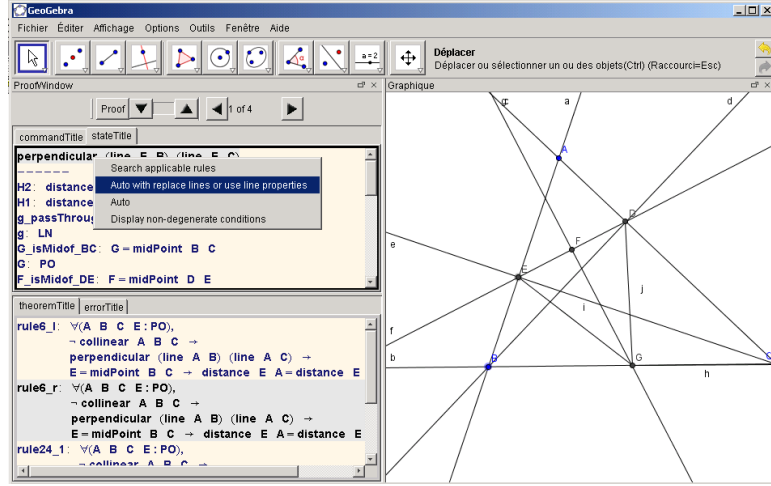 GeoGebra
Fichier Éditer Affichage Options Outils Fenêtre Aide
a=2
Déplacer
Déplacer ou sélectionner un ou des objets(Ctrl) (Raccourci=Esc)
ProofWindow
Graphique
Proof
1 of 4
commandTitle stateTitle
perpendicular (line E B) (line E C)
------
H2: distance
H1: distance
g_passThroug
g: LN
G_isMidof_BC: G=midPoint B C
G: PO
F_isMidof_DE: F=midPoint D E
Search applicable rules
Auto with replace lines or use line properties
Auto
Display non-degenerate conditions
theoremTitle errorTitle
rule6_l: ∀(A B C E:PO),
¬ collinear A B C →
perpendicular (line A B) (line A C) →
E=midPoint B C → distance E A=distance E
rule6_r: ∀(A B C E:PO),
¬ collinear A B C →
perpendicular (line A B) (line A C) →
E=midPoint B C → distance E A=distance E
rule24_1: ∀(A B C E:PO),
¬ collinear A B C →
a
d
A
D
e
F
E
j
i
f
b
B
G
C
h